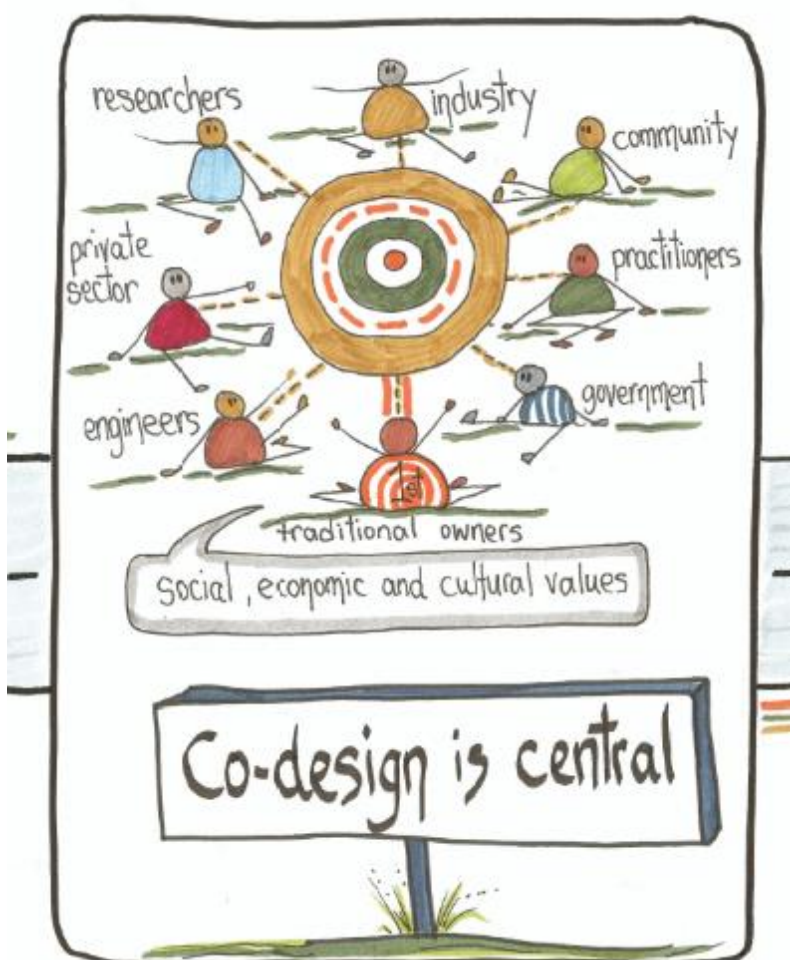 researchers
industry
community
private
sector
practitioners
engineers
government
1st
traditional owners
social, economic and cultural values
Co-design is central